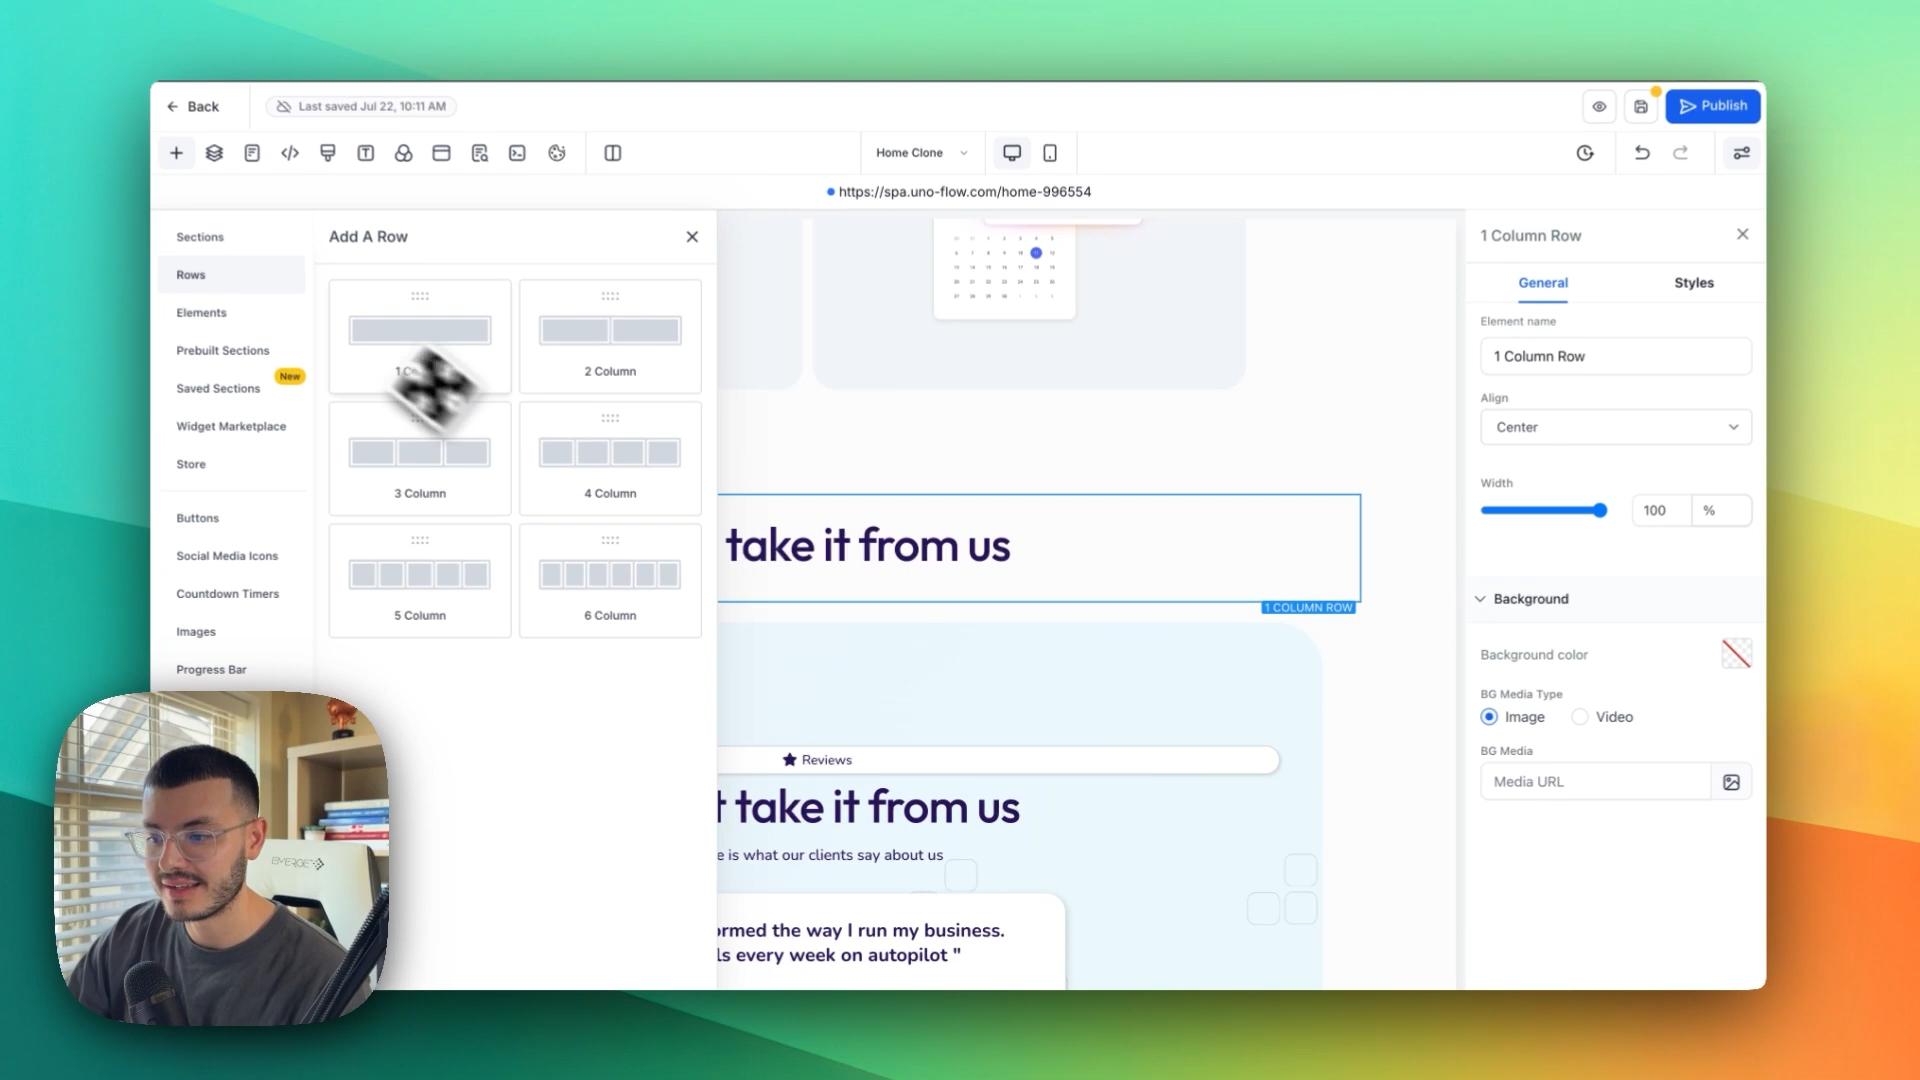 Back
Last saved Jul 22, 10:11 AM
Publish
Home Clone
https://spa.uno-flow.com/home-996554
Sections
Rows
Elements
Prebuilt Sections
New
Saved Sections
Widget Marketplace
Store
Buttons
Social Media Icons
Countdown Timers
Images
Progress Bar
Add A Row
2 Column
3 Column
4 Column
5 Column
6 Column
take it from us
1 COLUMN ROW
Reviews
take it from us
is what our clients say about us
ormed the way I run my business.
ls every week on autopilot "
1 Column Row
General
Styles
Element name
1 Column Row
Align
Center
Width
100
%
Background
Background color
BG Media Type
Image
Video
BG Media
Media URL
EMERGE